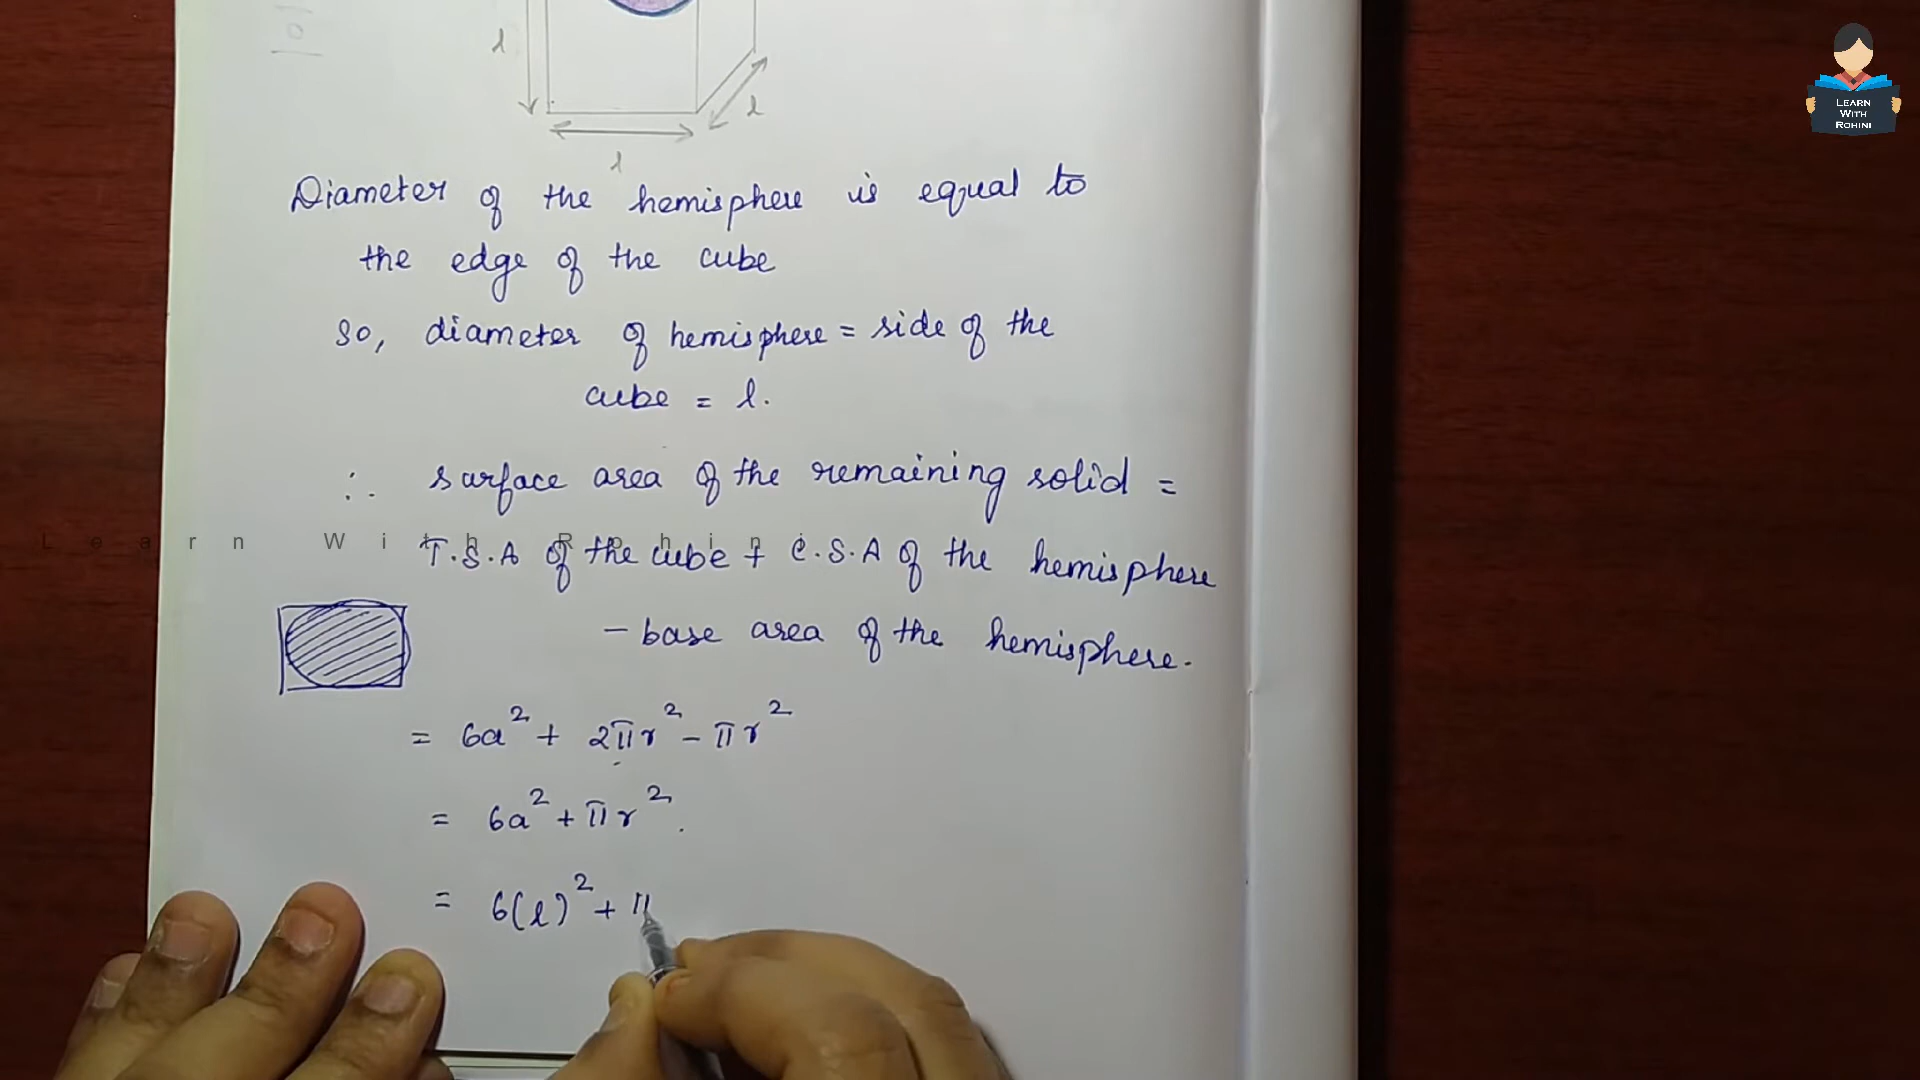 LEARN
WITH
ROHINI
l
l
l
Diameter of the hemisphere is equal to
the edge of the cube
So, diameter of hemisphere = side of the
cube = l.
∴ surface area of the remaining solid =
Learn With Rohini
T.S.A of the cube + C.S.A of the hemisphere
- base area of the hemisphere.
= 6a² + 2πr² - πr²
= 6a² + πr².
= 6(l)² + π